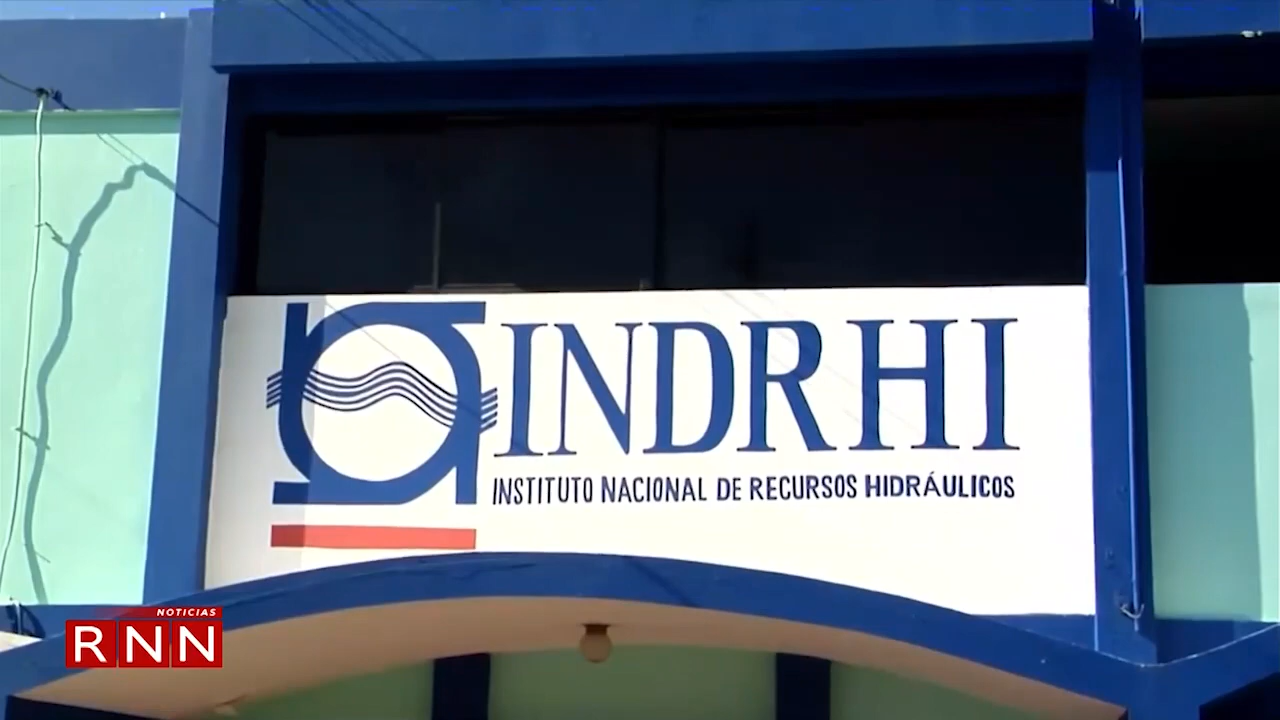 INDRHI
INSTITUTO NACIONAL DE RECURSOS HIDRÁULICOS
NOTICIAS
RNN